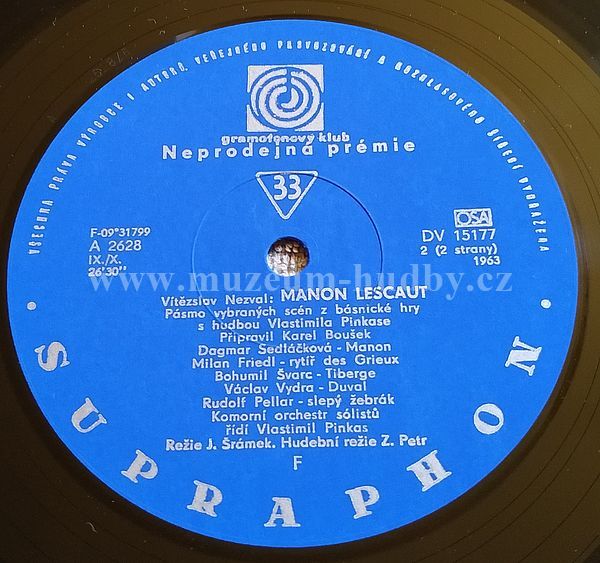 VŠECHNA PRÁVA VÝROBCE I AUTORŮ, VEŘEJNÉHO PROVOZOVÁNÍ A ROZHLASOVÉHO ŠÍŘENÍ VYHRAŽENA
gramofonový klub
Neprodejná prémie
33
F-09*31799
A 2628
IX./X.
26'30"
OSA
DV 15177
2 (2 strany)
1963
www.muzeum-hudby.cz
Vítězslav Nezval: MANON LESCAUT
Pásmo vybraných scén z básnické hry
s hudbou Vlastimila Pinkase
Připravil Karel Boušek
Dagmar Sedláčková - Manon
Milan Friedl - rytíř des Grieux
Bohumil Švarc - Tiberge
Václav Vydra - Duval
Rudolf Pellar - slepý žebrák
Komorní orchestr sólistů
řídí Vlastimil Pinkas
Režie J. Šrámek. Hudební režie Z. Petr
F
SUPRAPHON